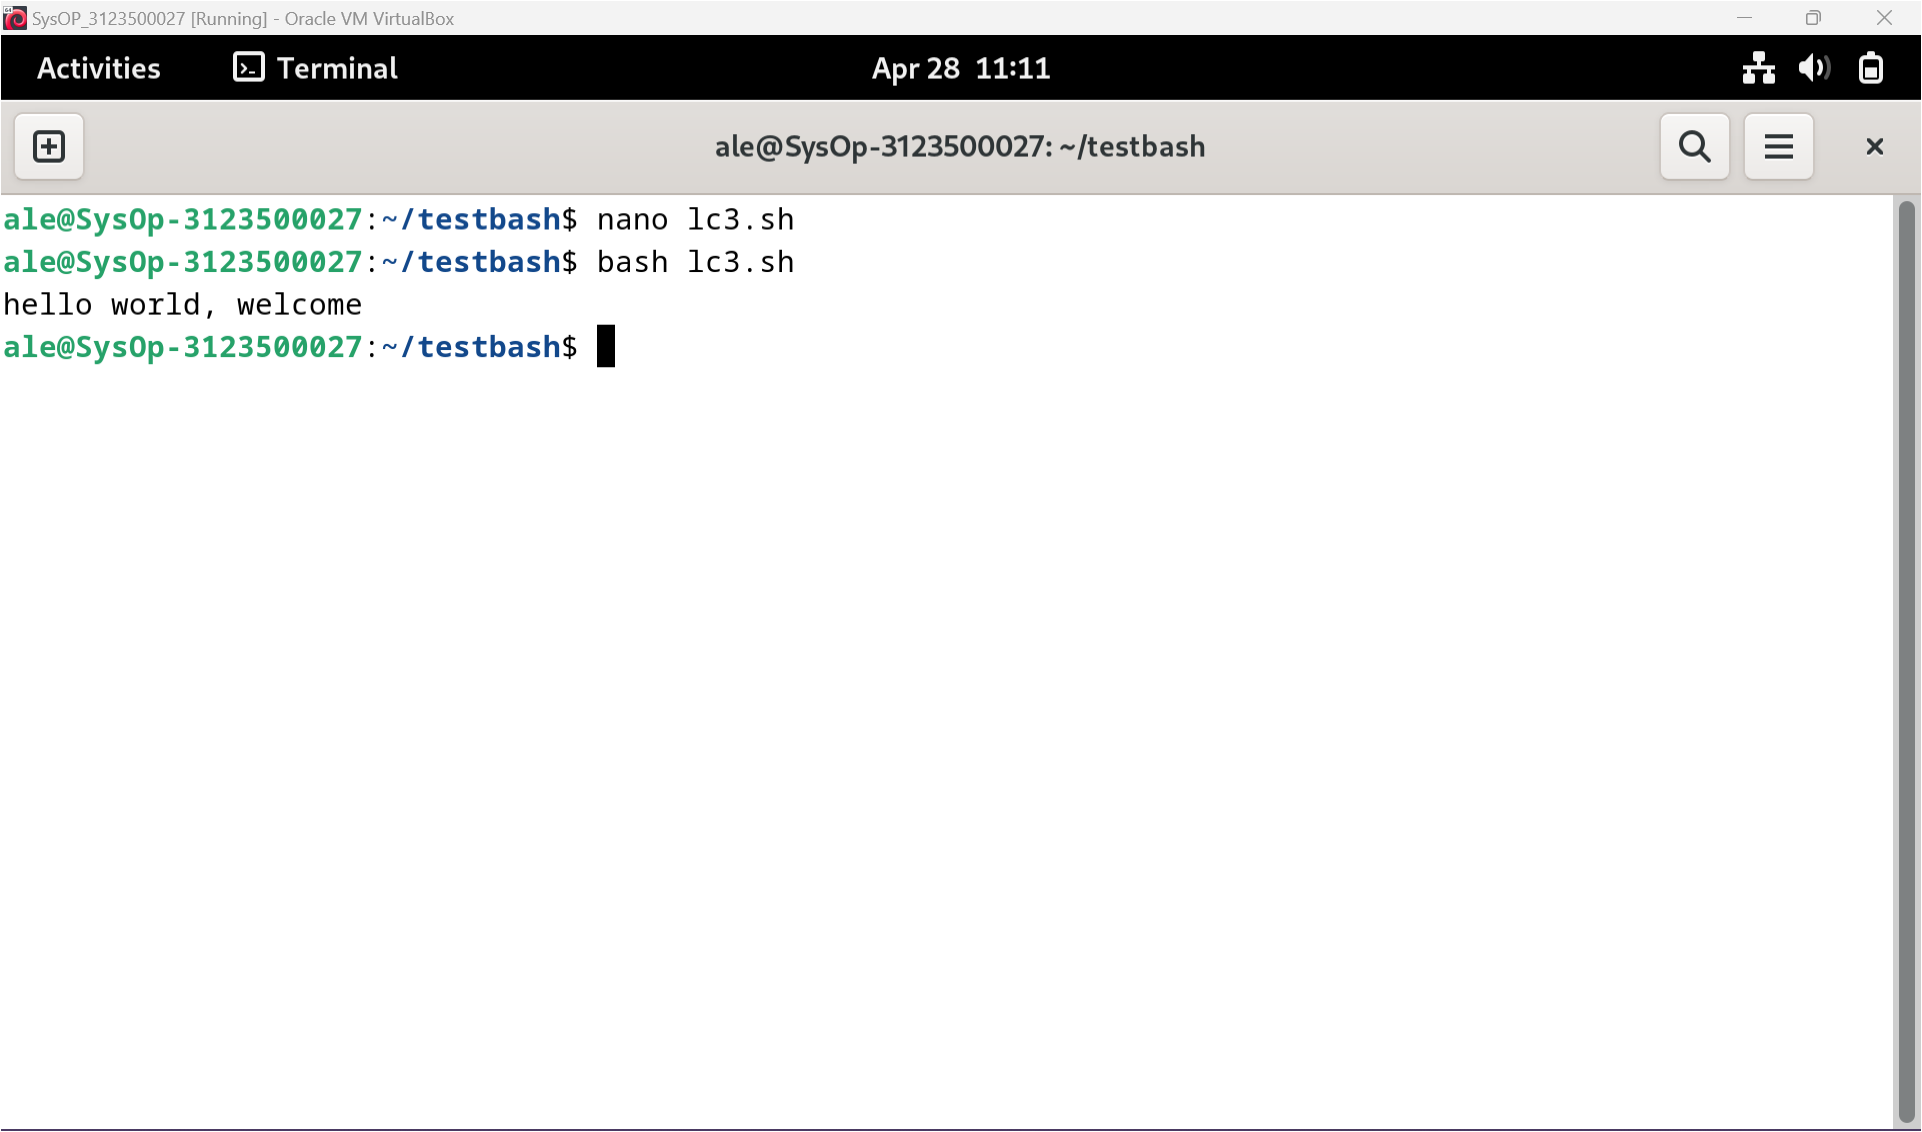 SysOP_3123500027 [Running] - Oracle VM VirtualBox
Activities Terminal Apr 28 11:11
ale@SysOp-3123500027: ~/testbash
ale@SysOp-3123500027:~/testbash$ nano lc3.sh
ale@SysOp-3123500027:~/testbash$ bash lc3.sh
hello world, welcome
ale@SysOp-3123500027:~/testbash$